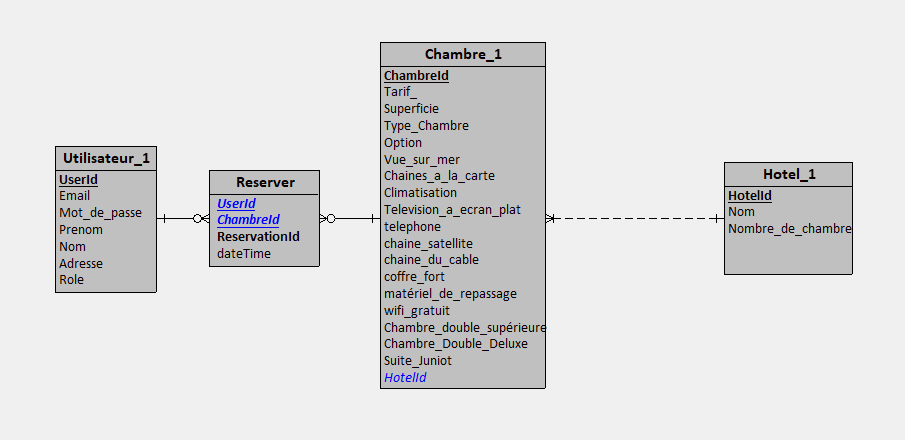 Utilisateur_1
UserId
Email
Mot_de_passe
Prenom
Nom
Adresse
Role
Reserver
UserId
ChambreId
ReservationId
dateTime
Chambre_1
ChambreId
Tarif_
Superficie
Type_Chambre
Option
Vue_sur_mer
Chaines_a_la_carte
Climatisation
Television_a_ecran_plat
telephone
chaine_satellite
chaine_du_cable
coffre_fort
matériel_de_repassage
wifi_gratuit
Chambre_double_supérieure
Chambre_Double_Deluxe
Suite_Juniot
HotelId
Hotel_1
HotelId
Nom
Nombre_de_chambre